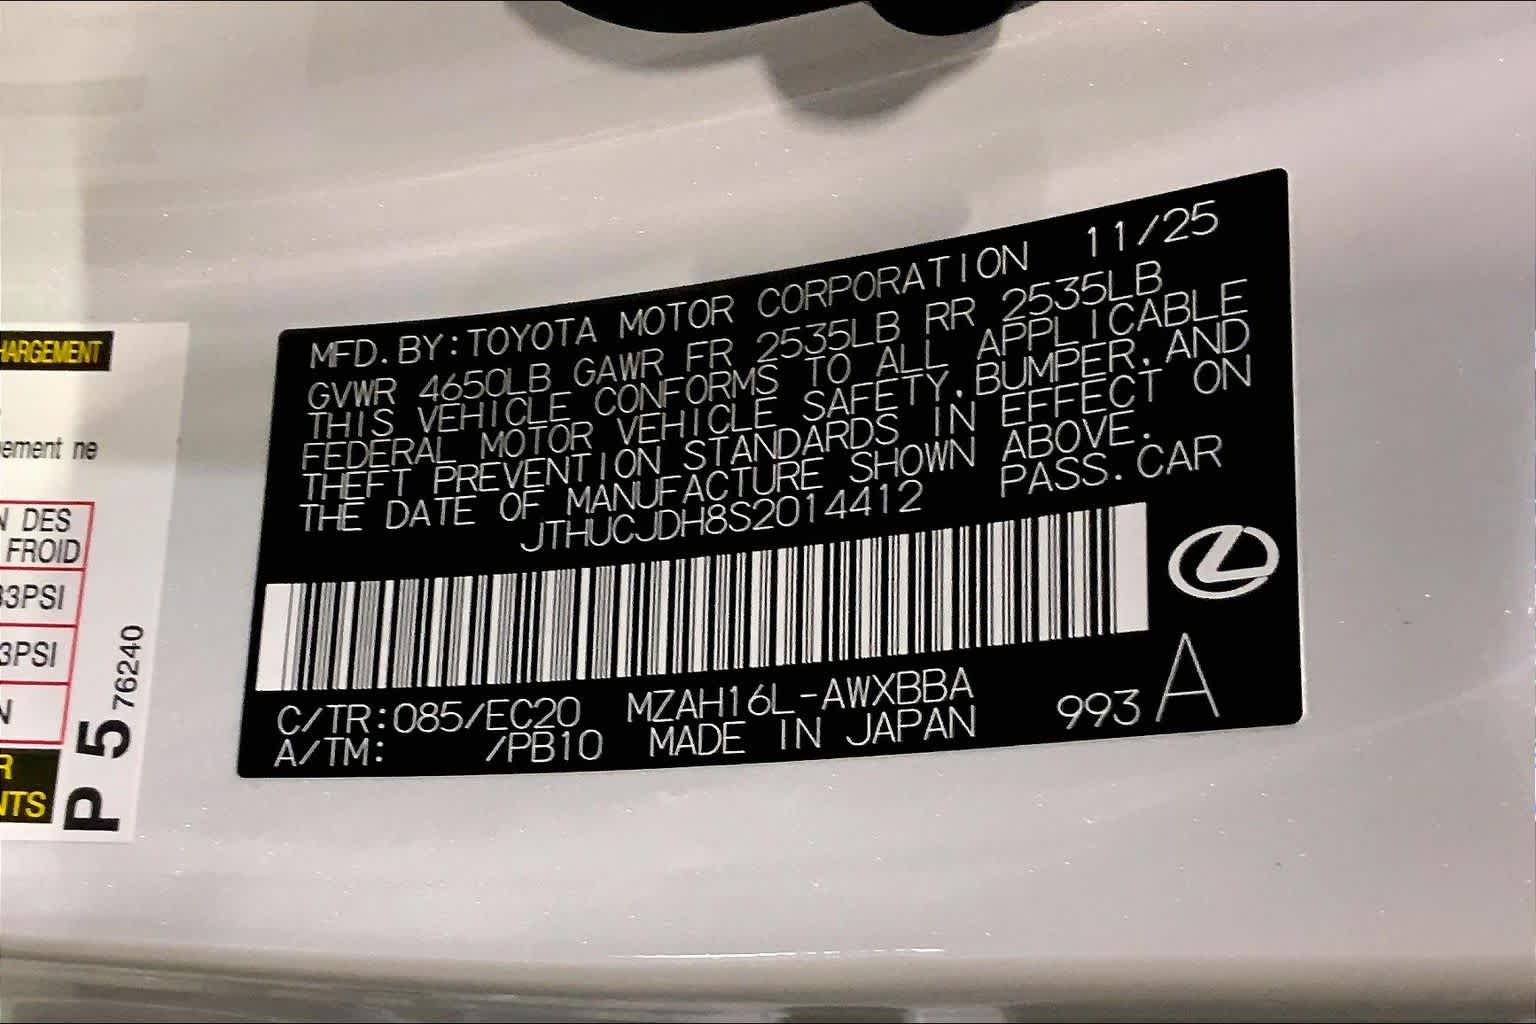 HARGEMENT
ement ne
N DES
FROID
33PSI
3PSI
N
R
NTS
P 5 76240
MFD. BY: TOYOTA MOTOR CORPORATION 11/25
GVWR 4650LB GAWR FR 2535LB RR 2535LB
THIS VEHICLE CONFORMS TO ALL APPLICABLE
FEDERAL MOTOR VEHICLE SAFETY, BUMPER, AND
THEFT PREVENTION STANDARDS IN EFFECT ON
THE DATE OF MANUFACTURE SHOWN ABOVE.
JTHUCJDH8S2014412 PASS. CAR
C/TR: 085/EC20 MZAH16L-AWXBBA
A/TM: /PB10 MADE IN JAPAN 993 A